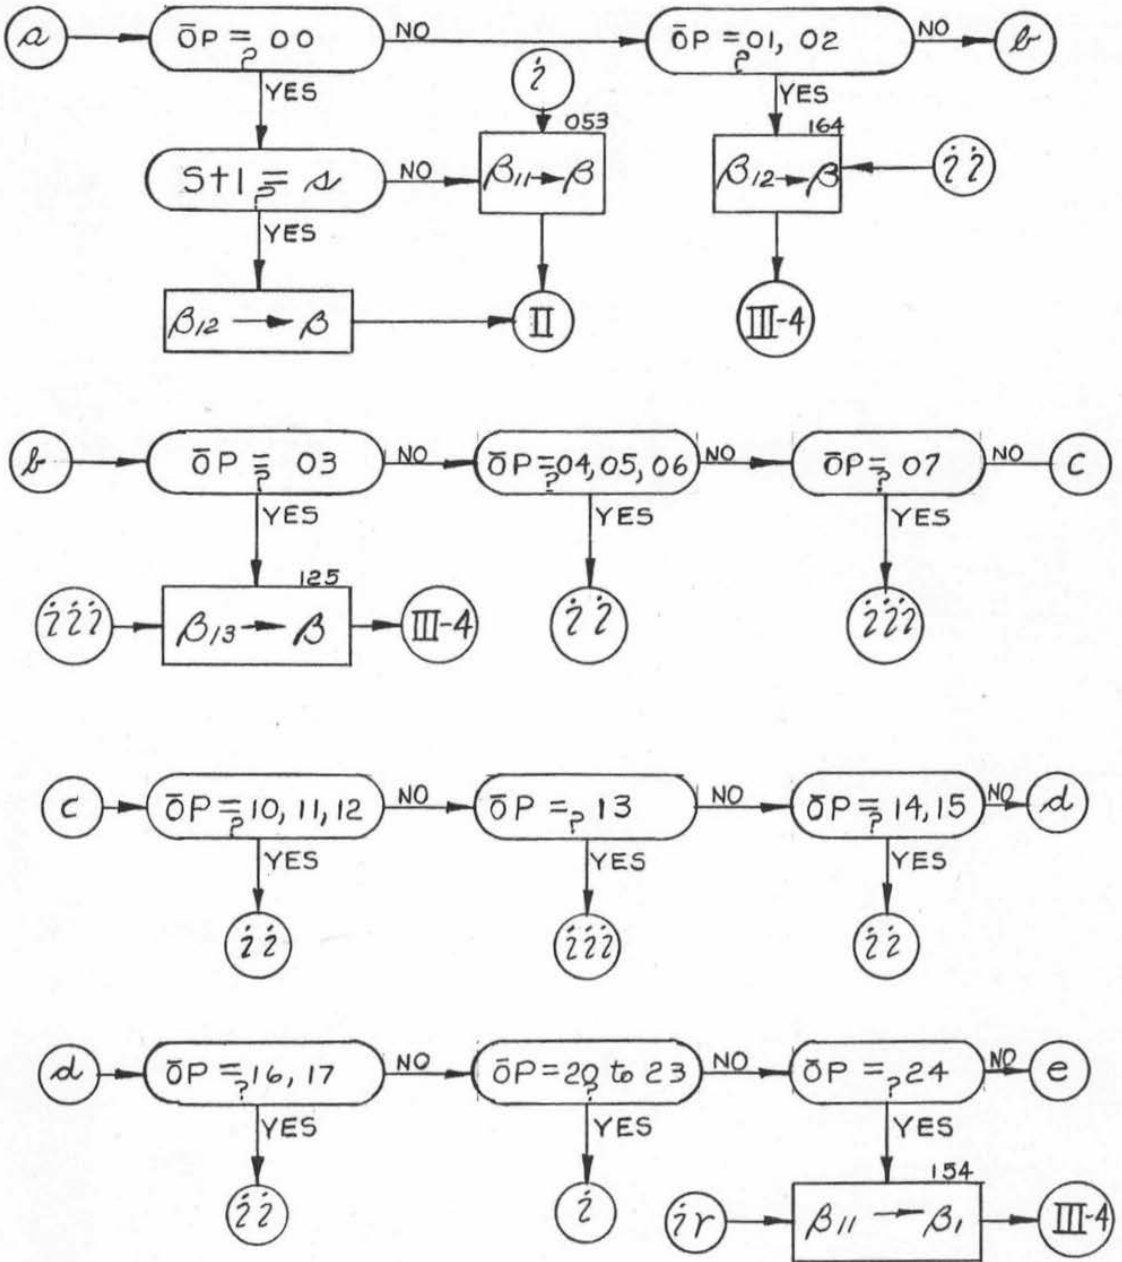 a
ōP =? 00
NO
ōP =? 01, 02
NO
b
YES
i
YES
053
164
S+1 =? s
NO
β11 → β
β12 → β
ii
YES
β12 → β
II
III-4
b
ōP =? 03
NO
ōP =? 04, 05, 06
NO
ōP =? 07
NO
c
YES
YES
YES
125
iii
β13 → β
III-4
ii
iii
c
ōP =? 10, 11, 12
NO
ōP =? 13
NO
ōP =? 14, 15
NO
d
YES
YES
YES
ii
iii
ii
d
ōP =? 16, 17
NO
ōP =? 20 to 23
NO
ōP =? 24
NO
e
YES
YES
YES
154
ii
i
iv
β11 → β1
III-4